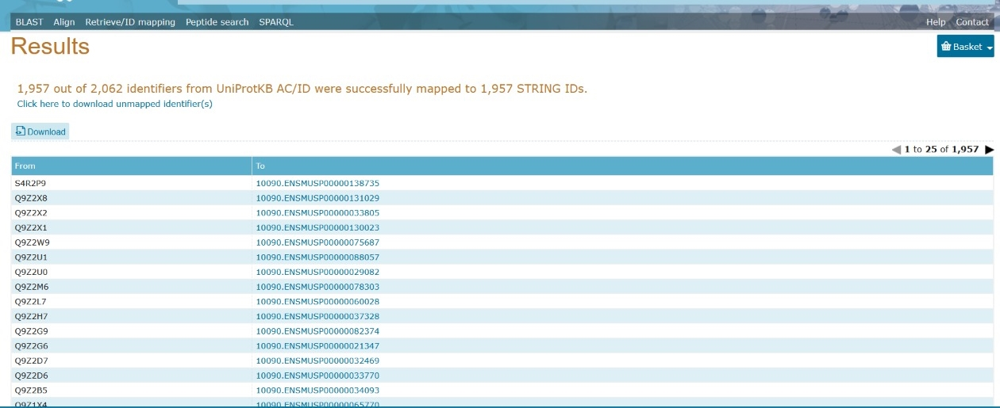 BLAST Align Retrieve/ID mapping Peptide search SPARQL Help Contact
Results
Basket
1,957 out of 2,062 identifiers from UniProtKB AC/ID were successfully mapped to 1,957 STRING IDs.
Click here to download unmapped identifier(s)
Download
1 to 25 of 1,957
From To
S4R2P9 10090.ENSMUSP00000138735
Q9Z2X8 10090.ENSMUSP00000131029
Q9Z2X2 10090.ENSMUSP00000033805
Q9Z2X1 10090.ENSMUSP00000130023
Q9Z2W9 10090.ENSMUSP00000075687
Q9Z2U1 10090.ENSMUSP00000088057
Q9Z2U0 10090.ENSMUSP00000029082
Q9Z2M6 10090.ENSMUSP00000078303
Q9Z2L7 10090.ENSMUSP00000060028
Q9Z2H7 10090.ENSMUSP00000037328
Q9Z2G9 10090.ENSMUSP00000082374
Q9Z2G6 10090.ENSMUSP00000021347
Q9Z2D7 10090.ENSMUSP00000032469
Q9Z2D6 10090.ENSMUSP00000033770
Q9Z2B5 10090.ENSMUSP00000034093
Q9Z1X4 10090.ENSMUSP00000065770